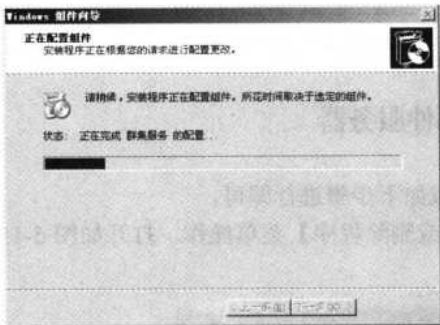 Windows 组件向导
正在配置组件
安装程序正在根据您的请求进行配置更改。
请稍候，安装程序正在配置组件。所花时间取决于选定的组件。
状态： 正在完成 群集服务 的配置...